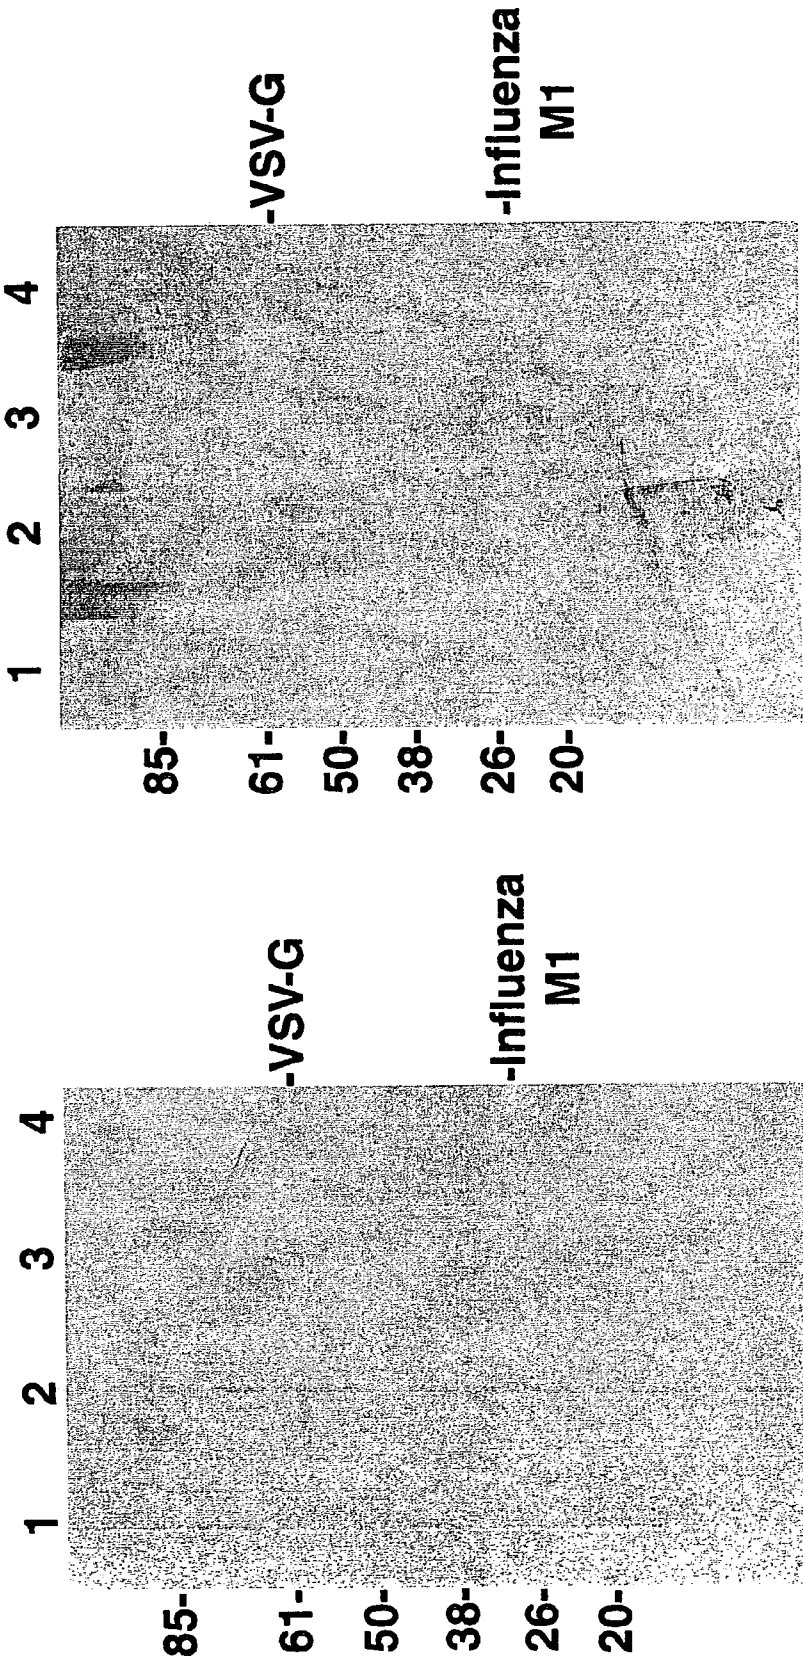 1 2 3 4
85-
61-
50-
38-
26-
20-
-VSV-G
-Influenza
M1
1 2 3 4
85-
61-
50-
38-
26-
20-
-VSV-G
-Influenza
M1